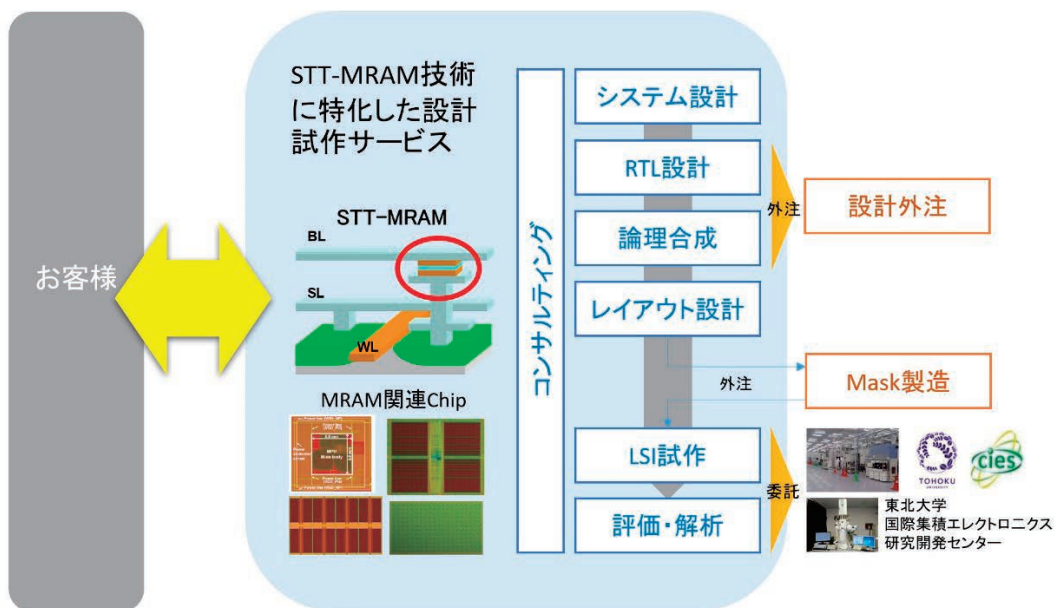 お客様
STT-MRAM技術
に特化した設計
試作サービス
STT-MRAM
BL
SL
WL
MRAM関連Chip
コンサルティング
システム設計
RTL設計
論理合成
レイアウト設計
LSI試作
評価・解析
外注
設計外注
外注
Mask製造
委託
TOHOKU
UNIVERSITY
cies
東北大学
国際集積エレクトロニクス
研究開発センター